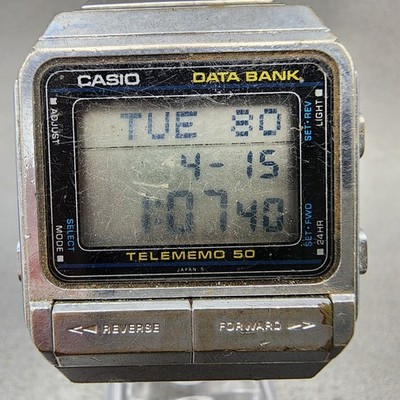 CASIO DATA BANK
ADJUST
LIGHT
SET-REV
TUE 80
4-15
1:07 40
SELECT
MODE
SET-FWD
24HR
TELEMEMO 50
JAPAN
REVERSE FORWARD